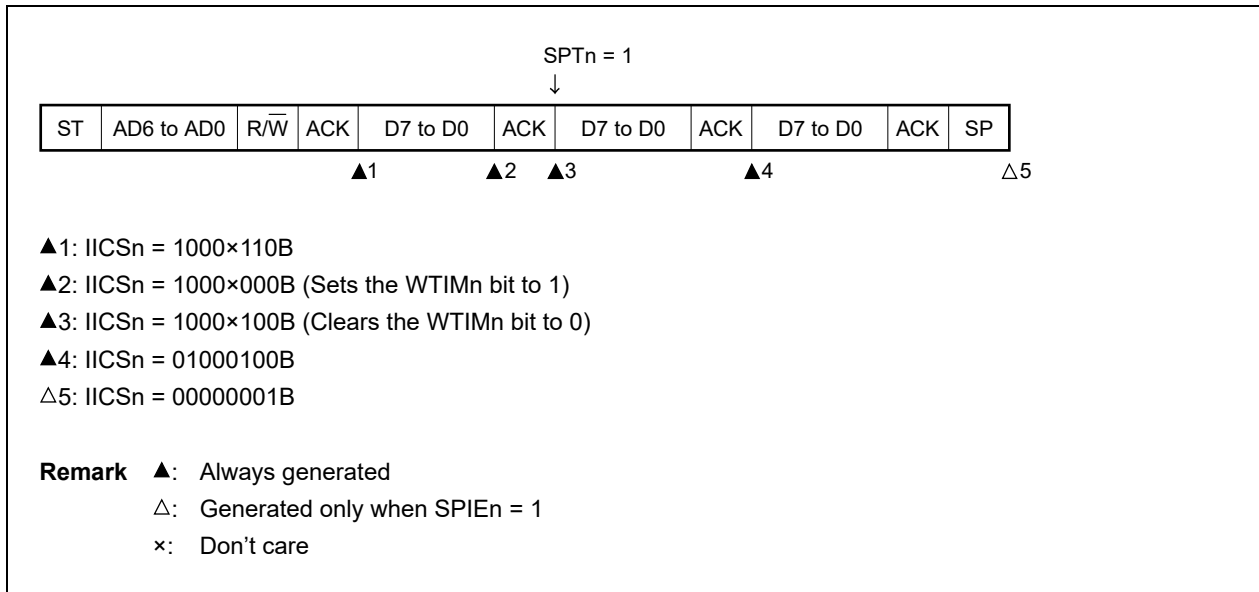 SPTn = 1
↓
ST AD6 to AD0 R/W̅ ACK D7 to D0 ACK D7 to D0 ACK D7 to D0 ACK SP
▲1 ▲2 ▲3 ▲4 △5
▲1: IICSn = 1000×110B
▲2: IICSn = 1000×000B (Sets the WTIMn bit to 1)
▲3: IICSn = 1000×100B (Clears the WTIMn bit to 0)
▲4: IICSn = 01000100B
△5: IICSn = 00000001B
Remark ▲: Always generated
△: Generated only when SPIEn = 1
×: Don’t care